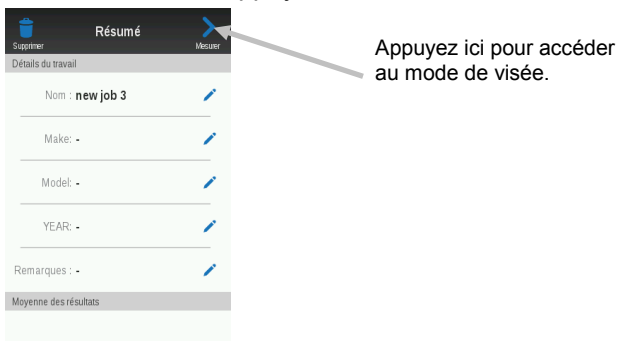 Résumé
Supprimer
Mesurer
Détails du travail
Nom : new job 3
Make: -
Model: -
YEAR: -
Remarques : -
Moyenne des résultats
Appuyez ici pour accéder
au mode de visée.